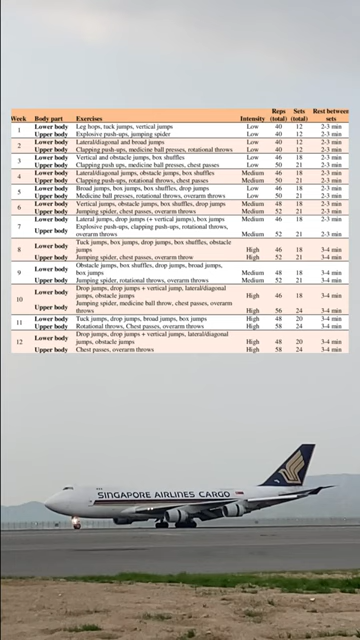 Week Body part Exercises Intensity Reps (total) Sets (total) Rest between sets
1 Lower body Leg hops, tuck jumps, vertical jumps Low 40 12 2-3 min
Upper body Explosive push-ups, jumping spider Low 40 12 2-3 min
2 Lower body Lateral/diagonal and broad jumps Low 40 12 2-3 min
Upper body Clapping push-ups, medicine ball presses, rotational throws Low 40 12 2-3 min
3 Lower body Vertical and obstacle jumps, box shuffles Low 46 18 2-3 min
Upper body Clapping push ups, medicine ball presses, chest passes Low 50 21 2-3 min
4 Lower body Lateral/diagonal jumps, obstacle jumps, box shuffles Medium 46 18 2-3 min
Upper body Clapping push-ups, rotational throws, chest passes Medium 50 21 2-3 min
5 Lower body Broad jumps, box jumps, box shuffles, drop jumps Low 46 18 2-3 min
Upper body Medicine ball presses, rotational throws, overarm throws Low 50 21 2-3 min
6 Lower body Vertical jumps, obstacle jumps, box shuffles, drop jumps Medium 48 18 2-3 min
Upper body Jumping spider, chest passes, overarm throws Medium 52 21 2-3 min
7 Lower body Lateral jumps, drop jumps (+ vertical jumps), box jumps Medium 46 18 2-3 min
Explosive push-ups, clapping push-ups, rotational throws,
Upper body overarm throws Medium 52 21 2-3 min
Tuck jumps, box jumps, drop jumps, box shuffles, obstacle
8 Lower body jumps High 46 18 3-4 min
Upper body Jumping spider, chest passes, overarm throw High 52 21 3-4 min
Obstacle jumps, box shuffles, drop jumps, broad jumps,
9 Lower body box jumps Medium 48 18 3-4 min
Upper body Jumping spider, rotational throws, overarm throws Medium 52 21 3-4 min
Drop jumps, drop jumps + vertical jump, lateral/diagonal
10 Lower body jumps, obstacle jumps High 46 18 3-4 min
Jumping spider, medicine ball throw, chest passes, overarm
Upper body throws High 56 24 3-4 min
11 Lower body Tuck jumps, drop jumps, broad jumps, box jumps High 48 20 3-4 min
Upper body Rotational throws, Chest passes, overarm throws High 58 24 3-4 min
Drop jumps, drop jumps + vertical jumps, lateral/diagonal
12 Lower body jumps, obstacle jumps High 48 20 3-4 min
Upper body Chest passes, overarm throws High 58 24 3-4 min
SINGAPORE AIRLINES CARGO